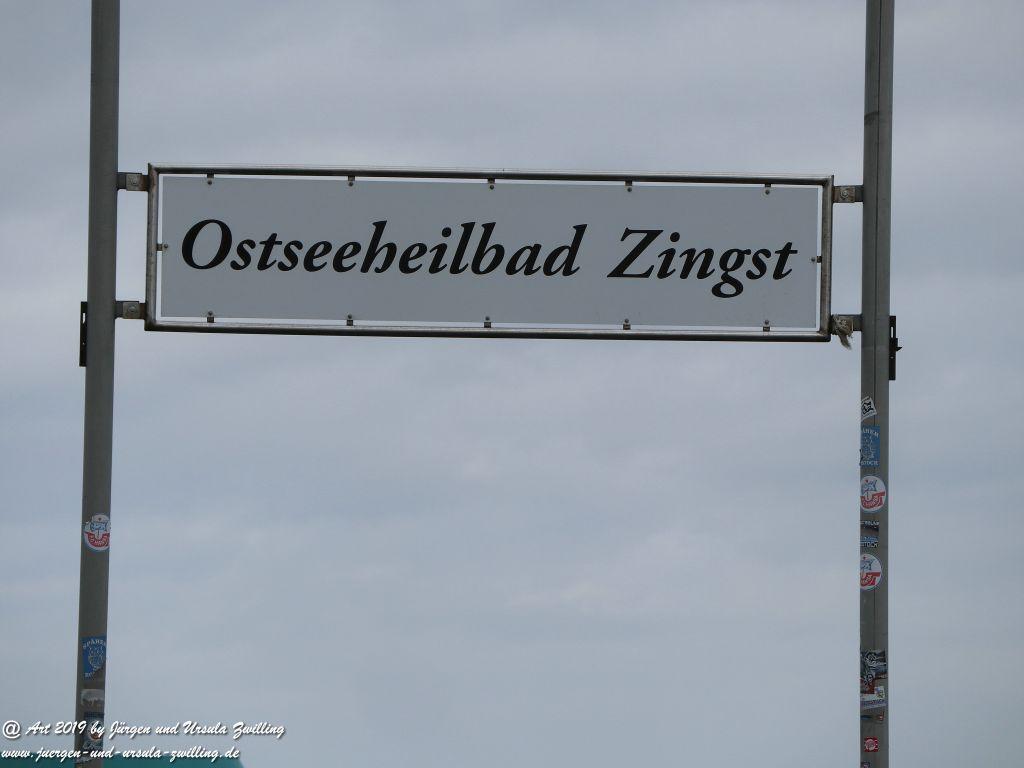 Ostseeheilbad Zingst
@ Art 2019 by Jürgen und Ursula Zwilling
www.juergen-und-ursula-zwilling.de